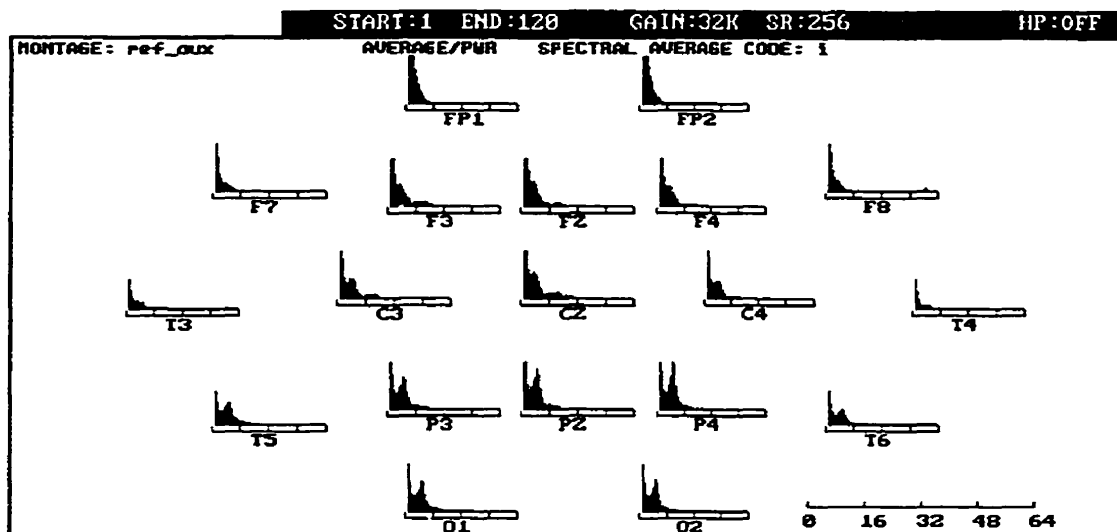 START:1 END:120 GAIN:32K SR:256 HP:OFF
MONTAGE: ref_aux AVERAGE/PWR SPECTRAL AVERAGE CODE: i
FP1 FP2
F7 F3 FZ F4 F8
T3 C3 CZ C4 T4
T5 P3 PZ P4 T6
O1 O2
0 16 32 48 64